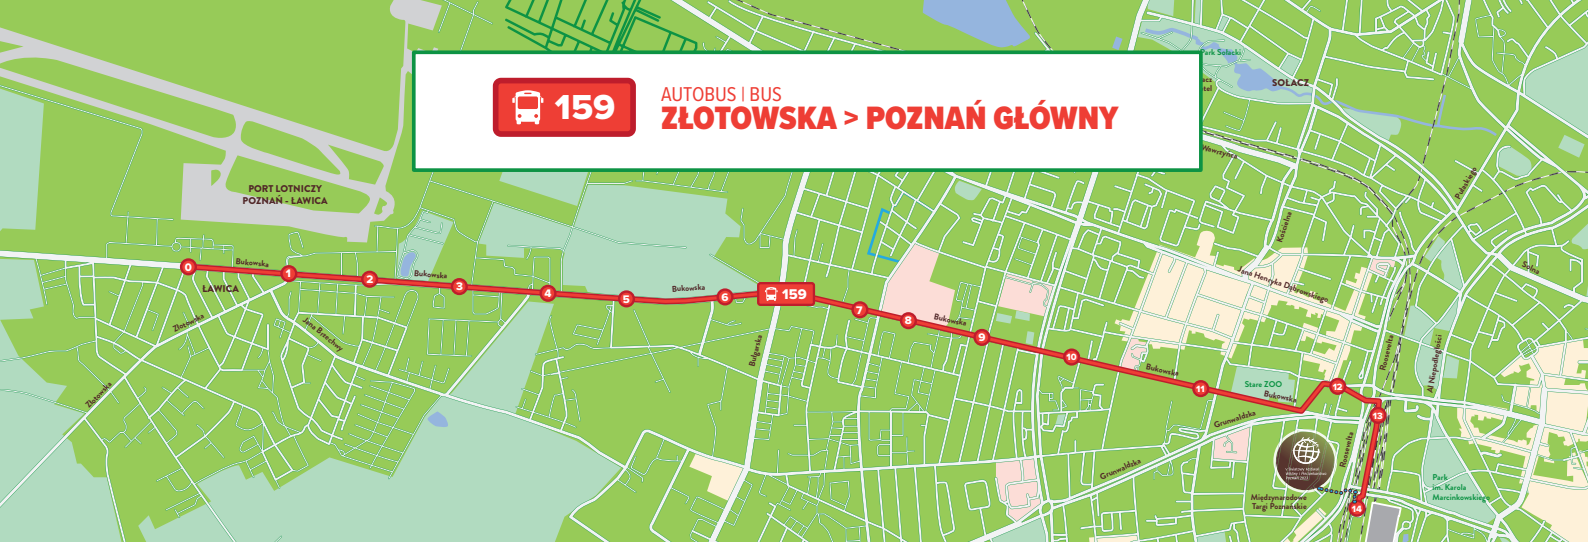 Park Sołacki
SOŁACZ
159
AUTOBUS | BUS
ZŁOTOWSKA > POZNAŃ GŁÓWNY
Wawrzyńca
Pułaskiego
PORT LOTNICZY
POZNAŃ - ŁAWICA
Kościelna
Solna
Jana Henryka Dąbrowskiego
0
Bukowska
1
2
Bukowska
3
4
5
Bukowska
6
159
7
8
Bukowska
9
10
Bukowska
11
Stare ZOO
Bukowska
12
13
14
ŁAWICA
Złotowska
Jana Brzechwy
Złotowska
Bułgarska
Roosevelta
Al Niepodległości
Grunwaldzka
Grunwaldzka
Roosevelta
Międzynarodowe
Targi Poznańskie
Park
im. Karola
Marcinkowskiego